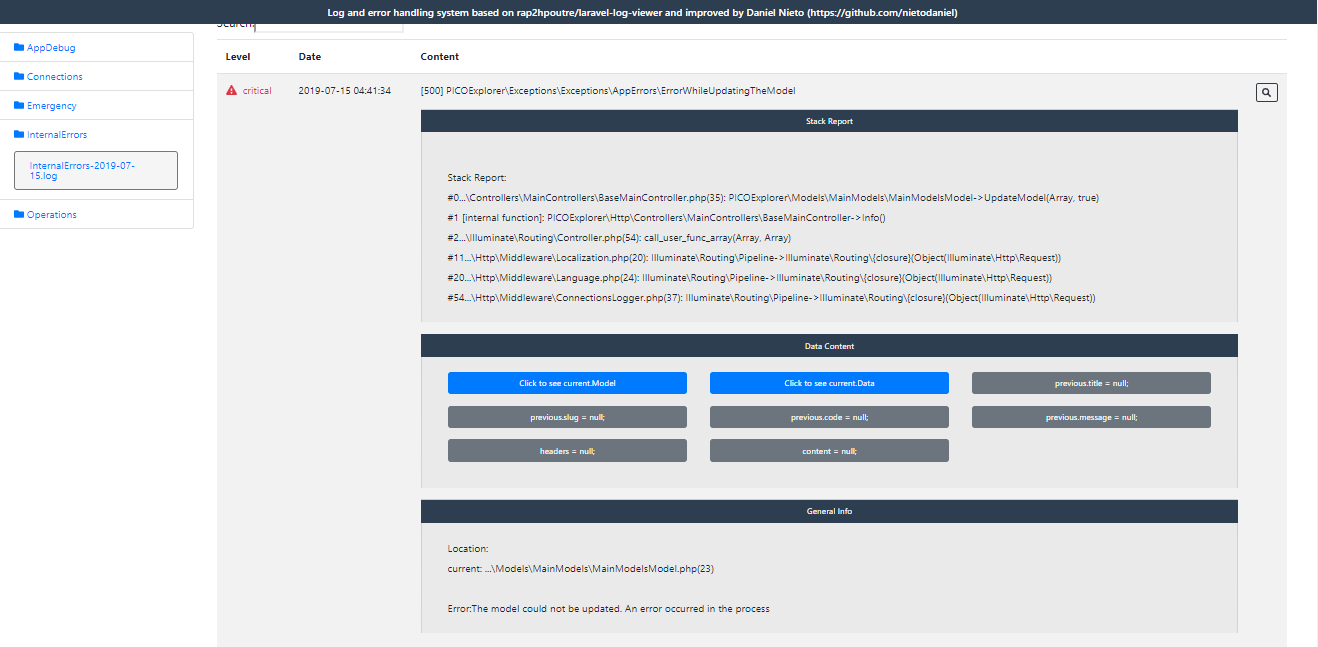 Log and error handling system based on rap2hpoutre/laravel-log-viewer and improved by Daniel Nieto (https://github.com/nietodaniel)
Search:
AppDebug
Connections
Emergency
InternalErrors
InternalErrors-2019-07-
15.log
Operations
Level Date Content
critical 2019-07-15 04:41:34 [500] PICOExplorer\Exceptions\Exceptions\AppErrors\ErrorWhileUpdatingTheModel
Stack Report
Stack Report:
#0...\Controllers\MainControllers\BaseMainController.php(35): PICOExplorer\Models\MainModels\MainModelsModel->UpdateModel(Array, true)
#1 [internal function]: PICOExplorer\Http\Controllers\MainControllers\BaseMainController->Info()
#2...\Illuminate\Routing\Controller.php(54): call_user_func_array(Array, Array)
#11...\Http\Middleware\Localization.php(20): Illuminate\Routing\Pipeline->Illuminate\Routing\{closure}(Object(Illuminate\Http\Request))
#20...\Http\Middleware\Language.php(24): Illuminate\Routing\Pipeline->Illuminate\Routing\{closure}(Object(Illuminate\Http\Request))
#54...\Http\Middleware\ConnectionsLogger.php(37): Illuminate\Routing\Pipeline->Illuminate\Routing\{closure}(Object(Illuminate\Http\Request))
Data Content
Click to see current.Model Click to see current.Data previous.title = null;
previous.slug = null; previous.code = null; previous.message = null;
headers = null; content = null;
General Info
Location:
current: ...\Models\MainModels\MainModelsModel.php(23)
Error:The model could not be updated. An error occurred in the process